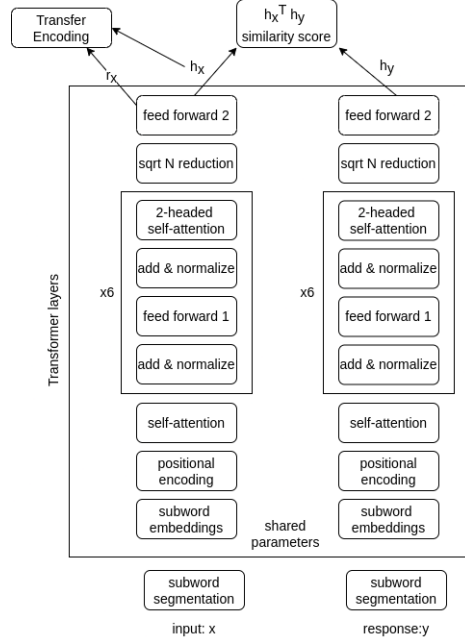 Transfer
Encoding
h_x^T h_y
similarity score
r_x
h_x
h_y
feed forward 2
feed forward 2
sqrt N reduction
sqrt N reduction
2-headed
self-attention
2-headed
self-attention
add & normalize
add & normalize
x6
x6
feed forward 1
feed forward 1
add & normalize
add & normalize
Transformer layers
self-attention
self-attention
positional
encoding
positional
encoding
subword
embeddings
subword
embeddings
shared
parameters
subword
segmentation
subword
segmentation
input: x
response:y